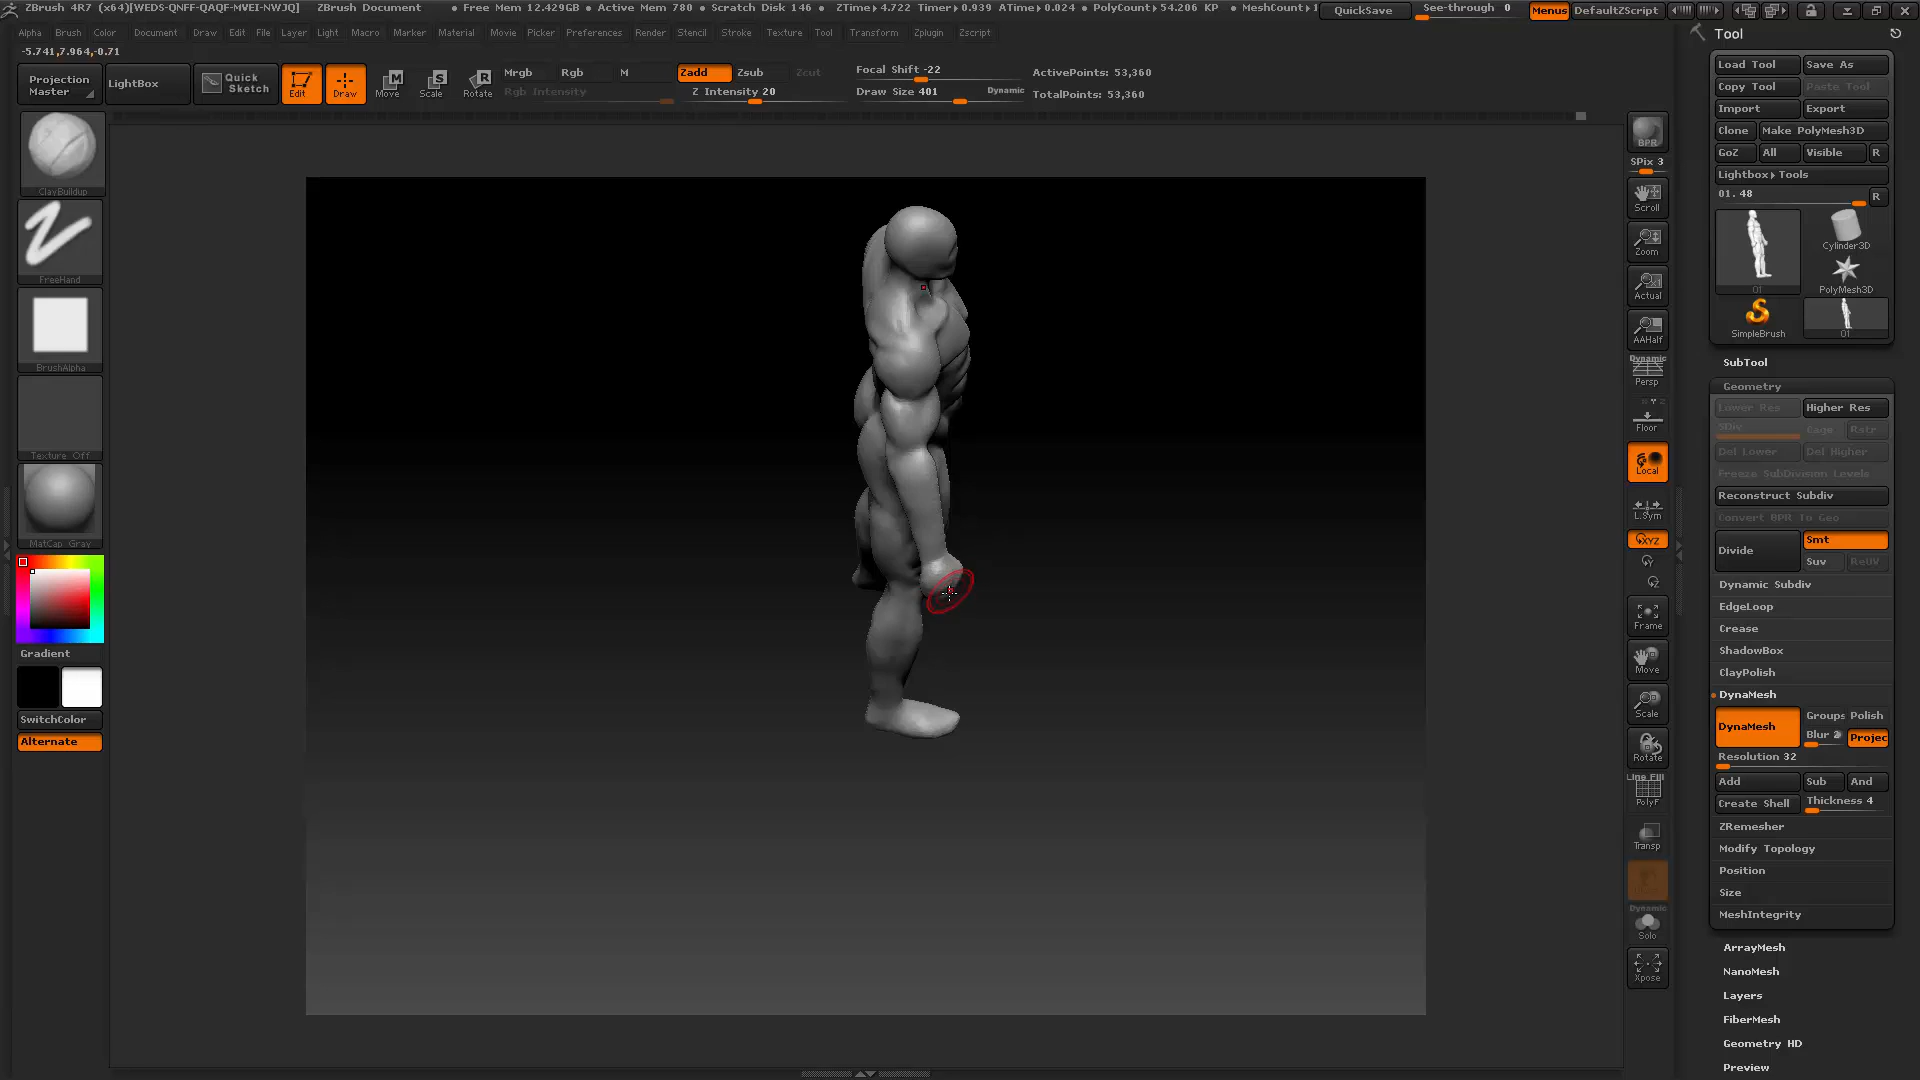 ZBrush 4R7 (x64)[WEDS-QNFF-QAQF-MVEI-NWJQ] ZBrush Document • Free Mem 12.429GB • Active Mem 780 • Scratch Disk 146 • ZTime▸4.722 Timer▸0.939 ATime▸0.024 • PolyCount▸54.206 KP • MeshCount▸1 QuickSave See-through 0 Menus DefaultZScript
Alpha Brush Color Document Draw Edit File Layer Light Macro Marker Material Movie Picker Preferences Render Stencil Stroke Texture Tool Transform Zplugin Zscript
-5.741,7.964,-0.71
Projection Master
LightBox
Quick Sketch
Edit
Draw
Move
Scale
Rotate
Mrgb Rgb M
Rgb Intensity
Zadd Zsub Zcut
Z Intensity 20
Focal Shift -22
Draw Size 401 Dynamic
ActivePoints: 53,360
TotalPoints: 53,360
ClayBuildup
FreeHand
BrushAlpha
Texture Off
MatCap Gray
Gradient
SwitchColor
Alternate
BPR
SPix 3
Scroll
Zoom
Actual
AAHalf
Dynamic
Persp
Floor
Local
L.Sym
XYZ
Frame
Move
Scale
Rotate
Line Fill
PolyF
Transp
Dynamic
Solo
Xpose
Tool
Load Tool Save As
Copy Tool Paste Tool
Import Export
Clone Make PolyMesh3D
GoZ All Visible R
Lightbox▸Tools
01. 48 R
01
Cylinder3D
PolyMesh3D
SimpleBrush
01
SubTool
Geometry
Lower Res Higher Res
SDiv Cage Rstr
Del Lower Del Higher
Freeze SubDivision Levels
Reconstruct Subdiv
Convert BPR To Geo
Divide Smt
Suv ReUV
Dynamic Subdiv
EdgeLoop
Crease
ShadowBox
ClayPolish
DynaMesh
DynaMesh Groups Polish
Blur 2 Projec
Resolution 32
Add Sub And
Create Shell Thickness 4
ZRemesher
Modify Topology
Position
Size
MeshIntegrity
ArrayMesh
NanoMesh
Layers
FiberMesh
Geometry HD
Preview